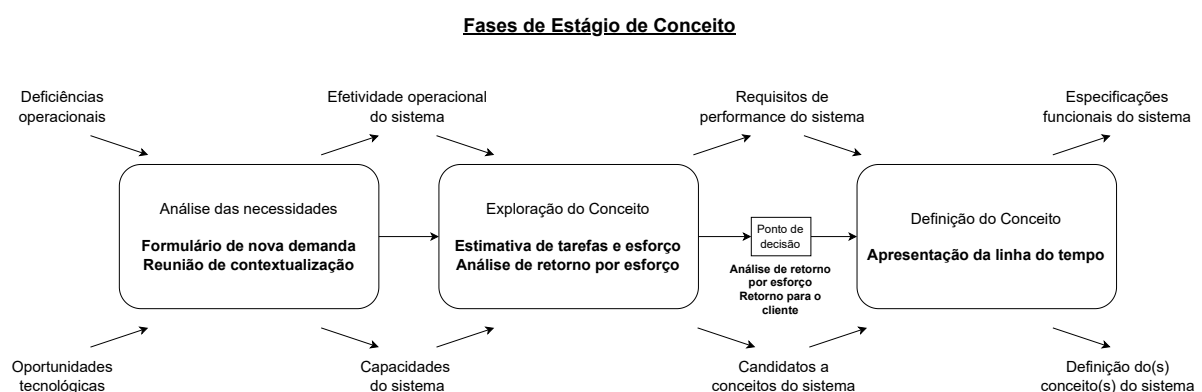 Fases de Estágio de Conceito
Deficiências
operacionais
Efetividade operacional
do sistema
Requisitos de
performance do sistema
Especificações
funcionais do sistema
Análise das necessidades
Formulário de nova demanda
Reunião de contextualização
Exploração do Conceito
Estimativa de tarefas e esforço
Análise de retorno por esforço
Ponto de
decisão
Análise de retorno
por esforço
Retorno para o
cliente
Definição do Conceito
Apresentação da linha do tempo
Oportunidades
tecnológicas
Capacidades
do sistema
Candidatos a
conceitos do sistema
Definição do(s)
conceito(s) do sistema